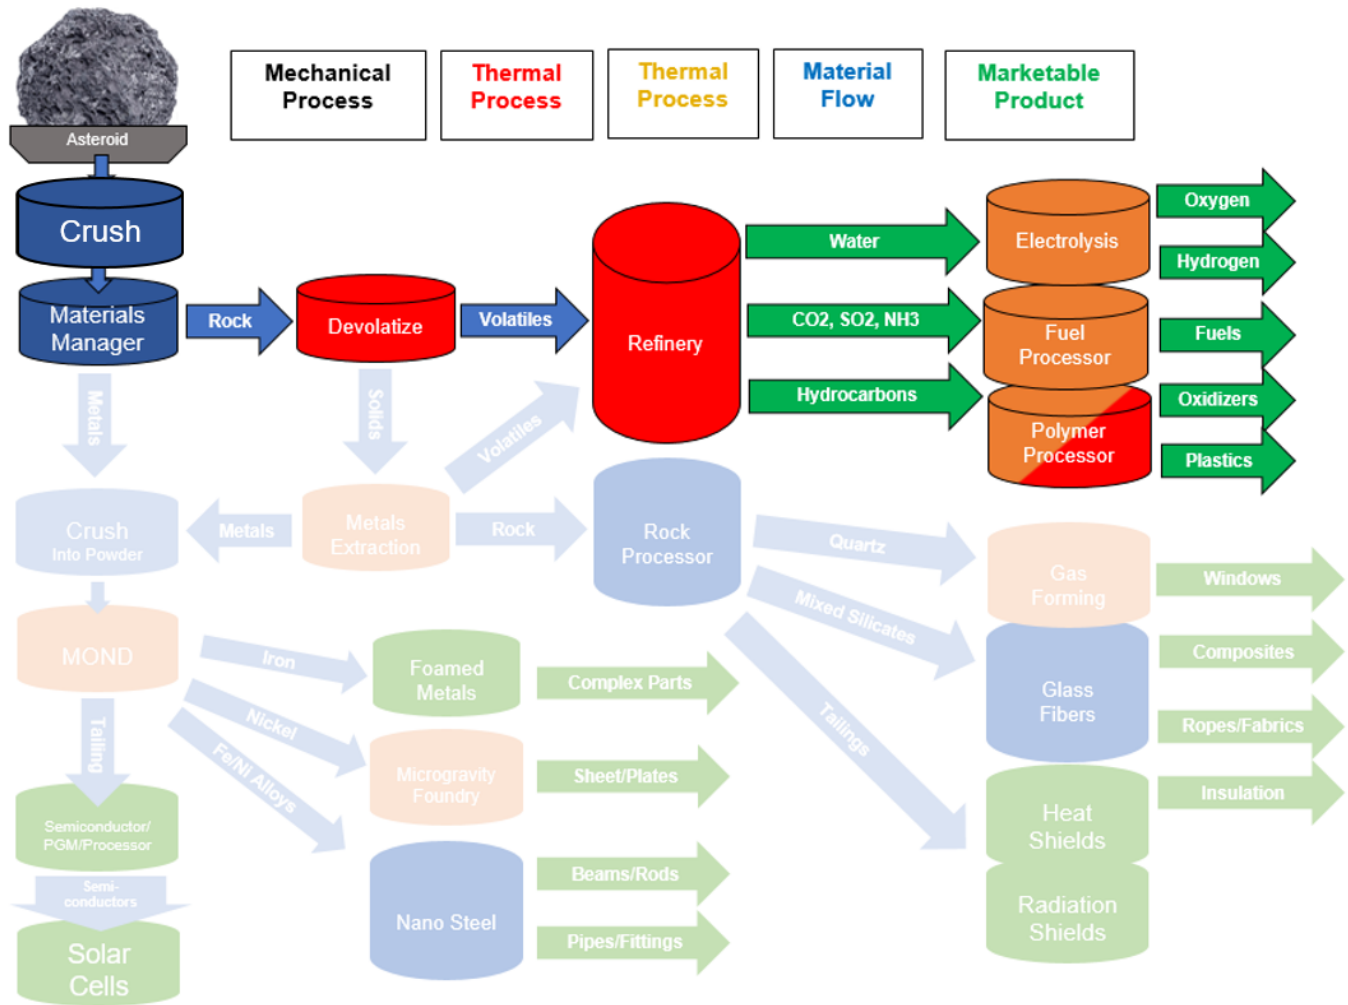 Mechanical
Process
Thermal
Process
Thermal
Process
Material
Flow
Marketable
Product
Asteroid
Crush
Materials
Manager
Rock
Devolatize
Volatiles
Refinery
Water
CO2, SO2, NH3
Hydrocarbons
Electrolysis
Fuel
Processor
Polymer
Processor
Oxygen
Hydrogen
Fuels
Oxidizers
Plastics
Metals
Solids
Volatiles
Crush
Into Powder
Metals
Metals
Extraction
Rock
Rock
Processor
Quartz
Mixed Silicates
Tailings
Gas
Forming
Glass
Fibers
Heat
Shields
Radiation
Shields
Windows
Composites
Ropes/Fabrics
Insulation
MOND
Iron
Nickel
Fe/Ni Alloys
Tailing
Foamed
Metals
Complex Parts
Microgravity
Foundry
Sheet/Plates
Nano Steel
Beams/Rods
Pipes/Fittings
Semiconductor/
PGM/Processor
Semi-
conductors
Solar
Cells